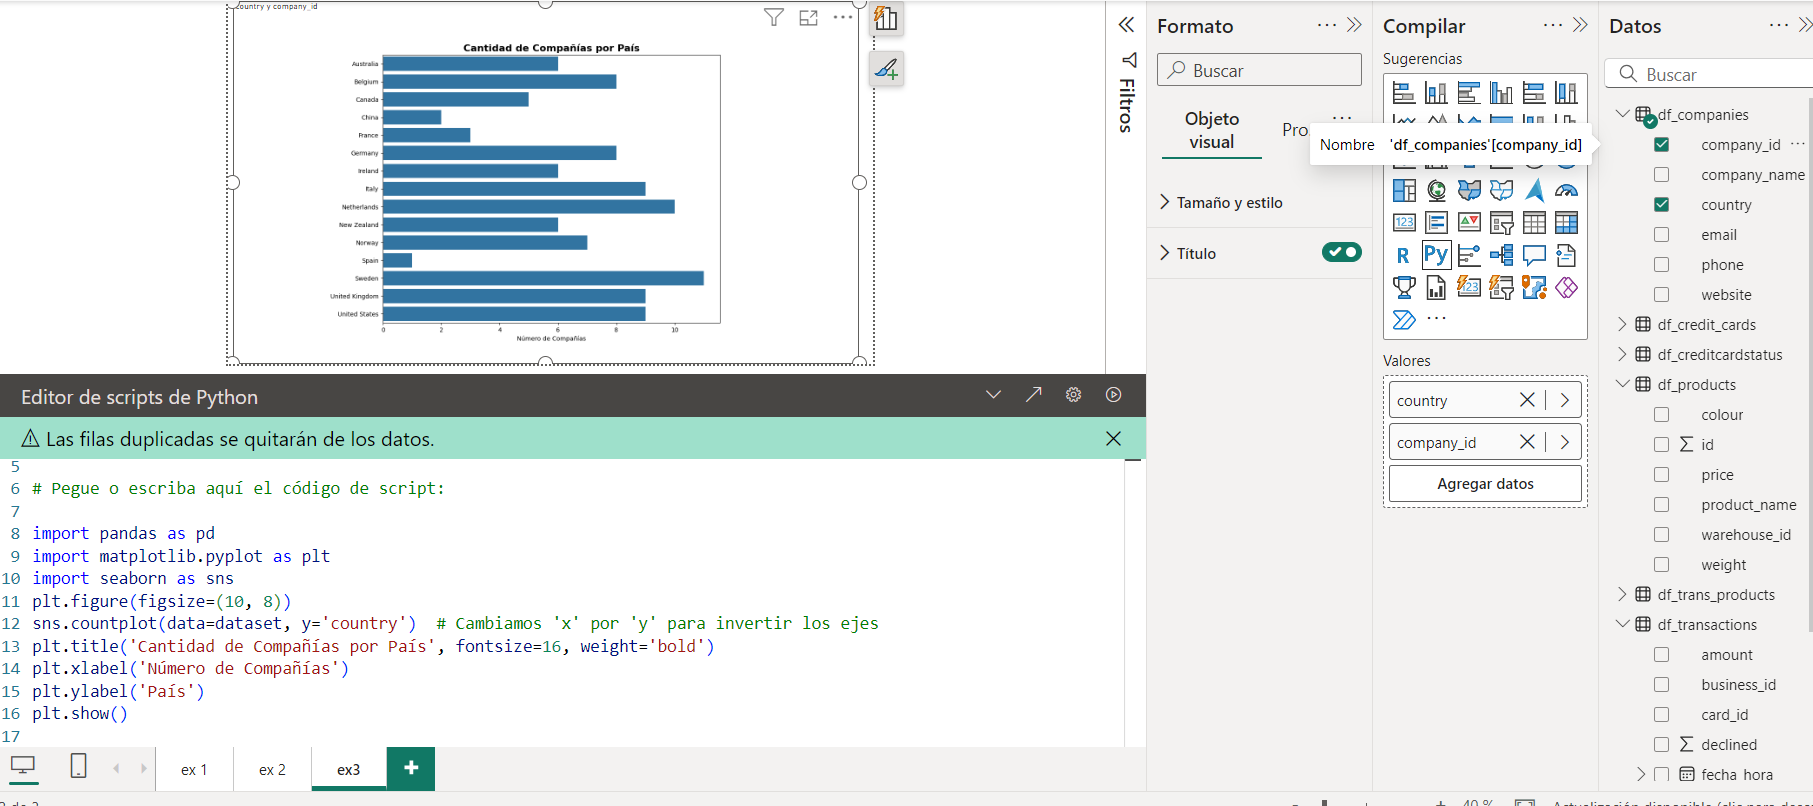 country y company_id
Cantidad de Compañías por País
Australia
Belgium
Canada
China
France
Germany
Ireland
Italy
Netherlands
New Zealand
Norway
Spain
Sweden
United Kingdom
United States
0 2 4 6 8 10
Número de Compañías
Filtros
Formato
Buscar
Objeto visual
Pro...
Tamaño y estilo
Título
Compilar
Sugerencias
Nombre 'df_companies'[company_id]
123
R Py
123
Valores
country
company_id
Agregar datos
Datos
Buscar
df_companies
company_id
company_name
country
email
phone
website
df_credit_cards
df_creditcardstatus
df_products
colour
id
price
product_name
warehouse_id
weight
df_trans_products
df_transactions
amount
business_id
card_id
declined
fecha_hora
Editor de scripts de Python
Las filas duplicadas se quitarán de los datos.
5
6 # Pegue o escriba aquí el código de script:
7
8 import pandas as pd
9 import matplotlib.pyplot as plt
10 import seaborn as sns
11 plt.figure(figsize=(10, 8))
12 sns.countplot(data=dataset, y='country')  # Cambiamos 'x' por 'y' para invertir los ejes
13 plt.title('Cantidad de Compañías por País', fontsize=16, weight='bold')
14 plt.xlabel('Número de Compañías')
15 plt.ylabel('País')
16 plt.show()
17
ex 1
ex 2
ex3
40 %